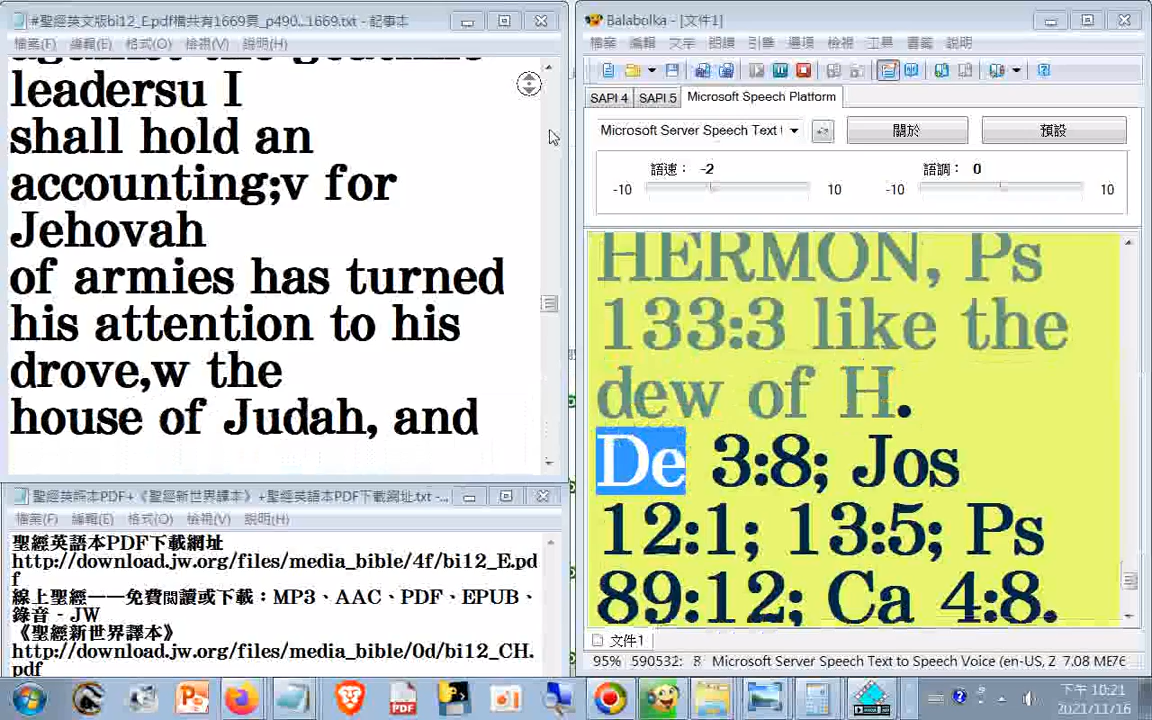 #聖經英文版bi12_E.pdf檔共有1669頁_p490...1669.txt - 記事本
檔案(F) 編輯(E) 格式(O) 檢視(V) 說明(H)
leadersu I
shall hold an
accounting;v for
Jehovah
of armies has turned
his attention to his
drove,w the
house of Judah, and
聖經英語本PDF+《聖經新世界譯本》+聖經英語本PDF下載網址.txt - ...
檔案(F) 編輯(E) 格式(O) 檢視(V) 說明(H)
聖經英語本PDF下載網址
http://download.jw.org/files/media_bible/4f/bi12_E.pd
f
線上聖經——免費閱讀或下載：MP3、AAC、PDF、EPUB、
錄音 - JW
《聖經新世界譯本》
http://download.jw.org/files/media_bible/0d/bi12_CH.
pdf
Balabolka - [文件1]
檔案 編輯 文字 朗讀 引擎 選項 檢視 工具 書籤 說明
SAPI 4 SAPI 5 Microsoft Speech Platform
Microsoft Server Speech Text 關於 預設
語速： -2 語調： 0
-10 10 -10 10
HERMON, Ps
133:3 like the
dew of H.
De 3:8; Jos
12:1; 13:5; Ps
89:12; Ca 4:8.
文件1
95% 590532: 8 Microsoft Server Speech Text to Speech Voice (en-US, Z 7.08 ME
下午 10:21
2021/11/16